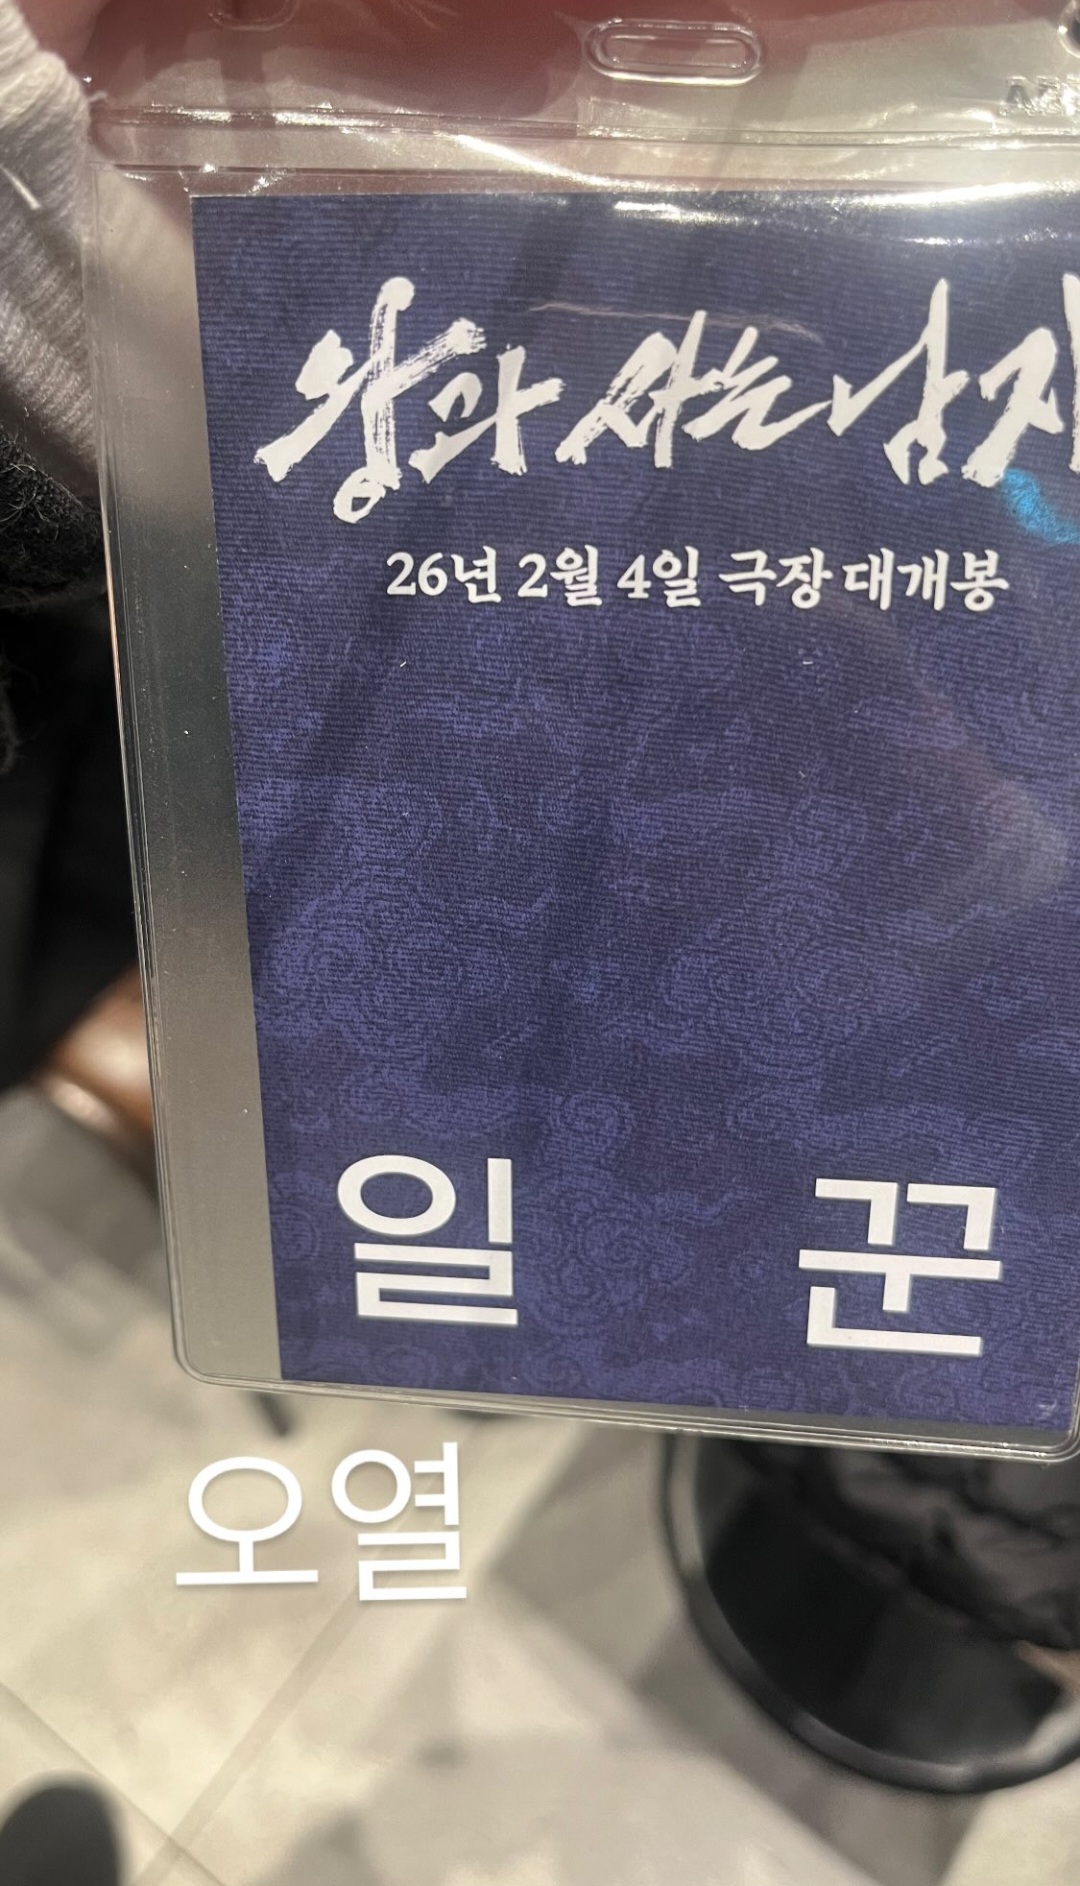 왕과 사는 남자
26년 2월 4일 극장 대개봉
일 꾼
오열